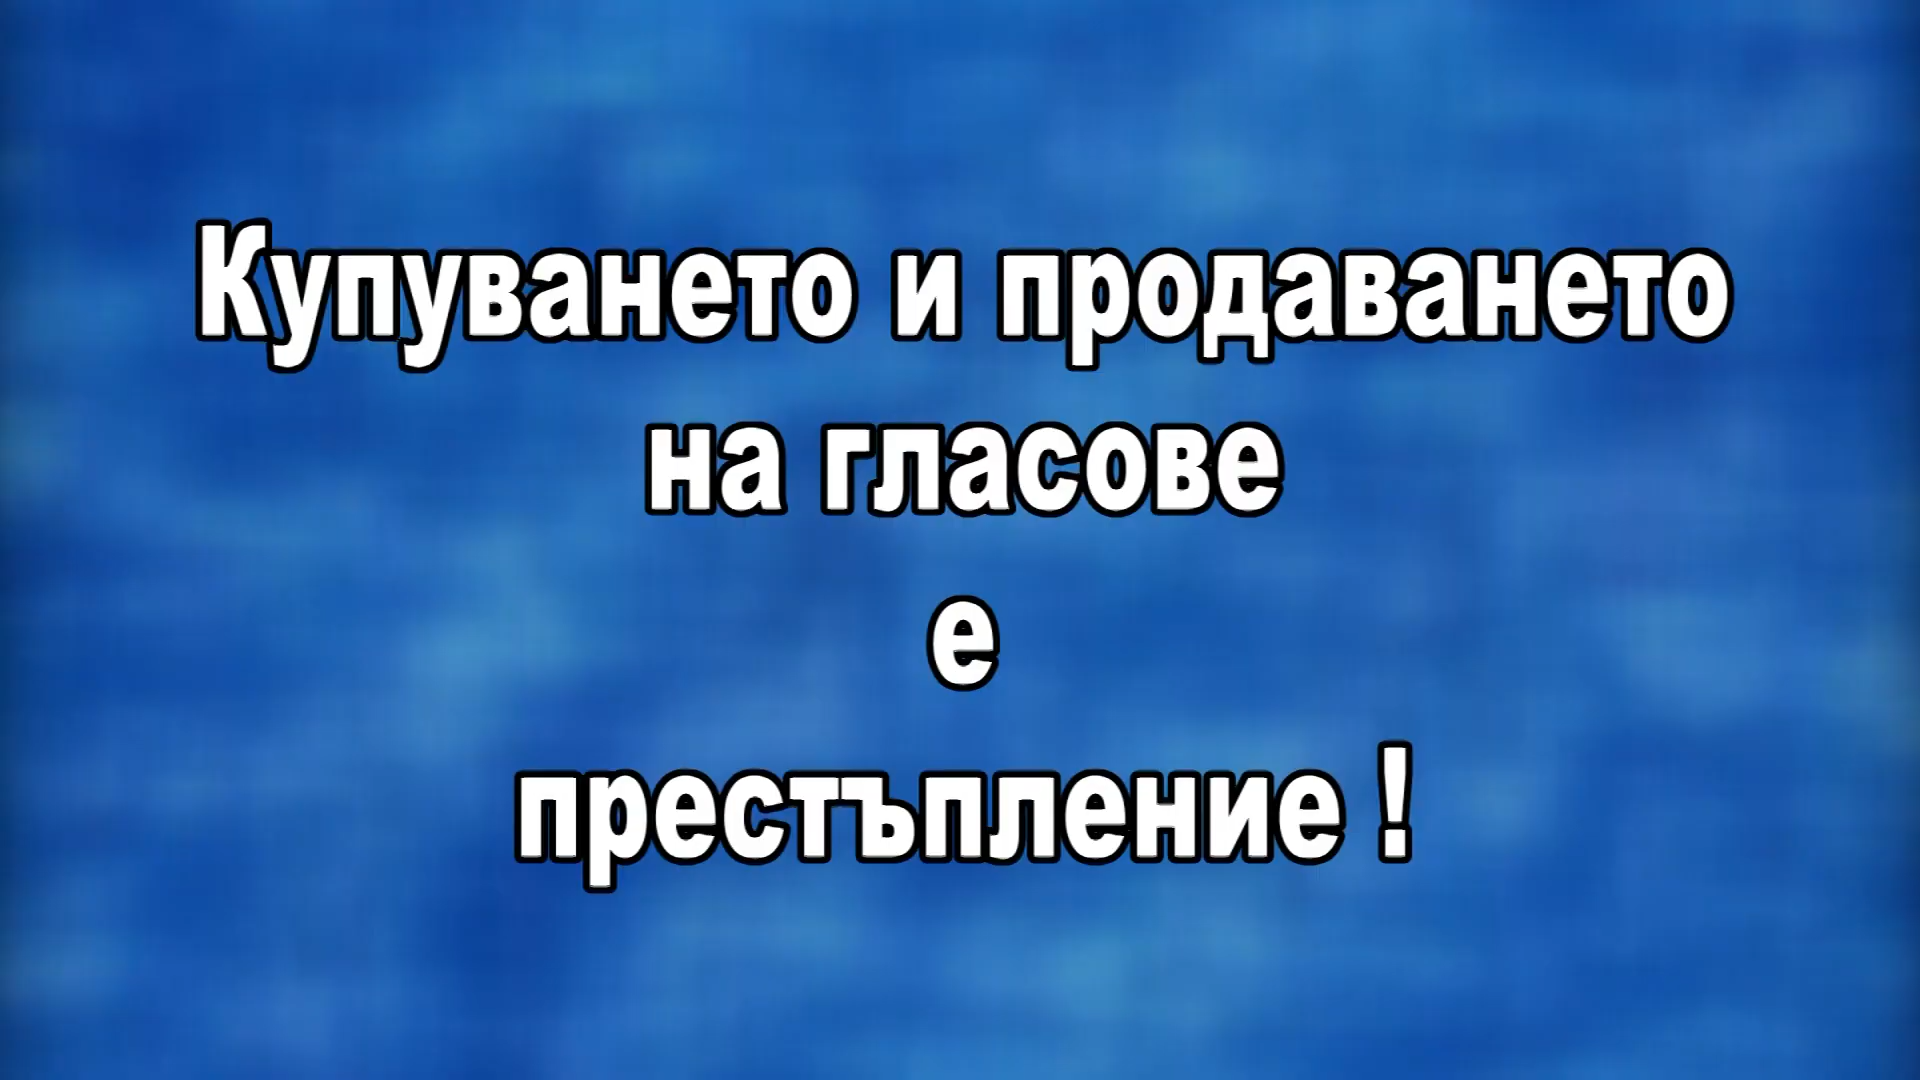 Купуването и продаването
на гласове
е
престъпление !